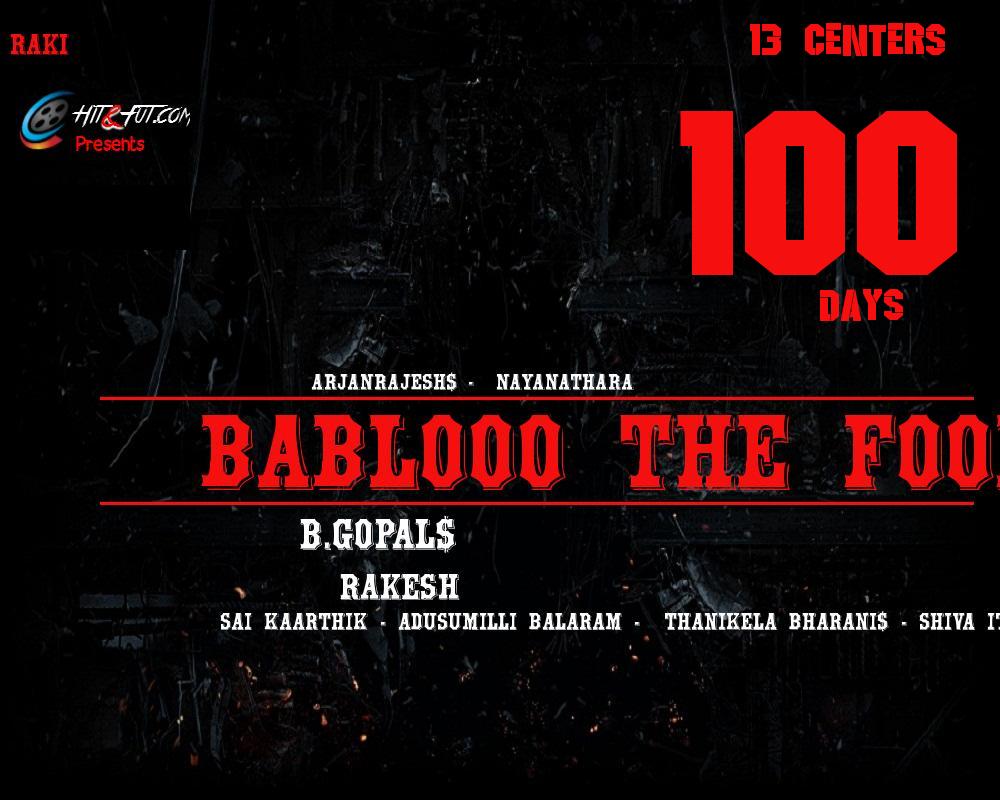 RAKI
13 CENTERS
HIT&FUT.COM
Presents
100
DAYS
ARJANRAJESH$ - NAYANATHARA
BABLOOO THE
B.GOPAL$
RAKESH
SAI KAARTHIK - ADUSUMILLI BALARAM - THANIKELA BHARANI$ - SHIVA